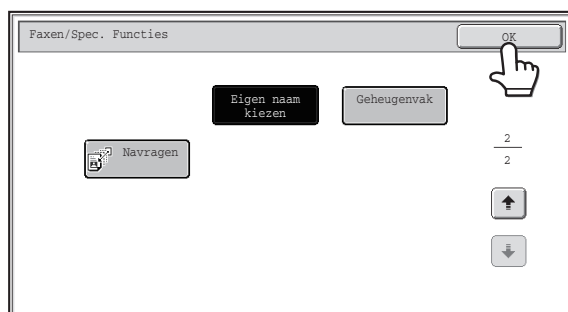 Faxen/Spec. Functies
OK
Eigen naam
kiezen
Geheugenvak
Navragen
2
2